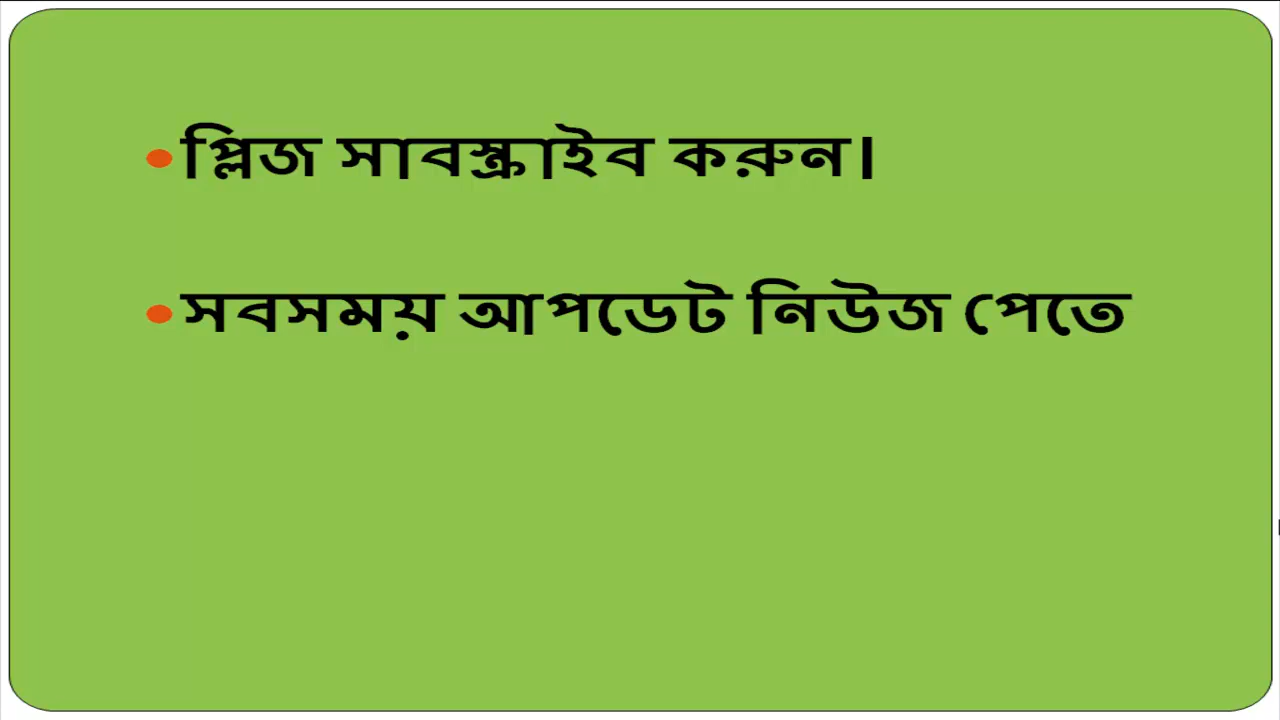 প্লিজ সাবস্ক্রাইব করুন।
সবসময় আপডেট নিউজ পেতে